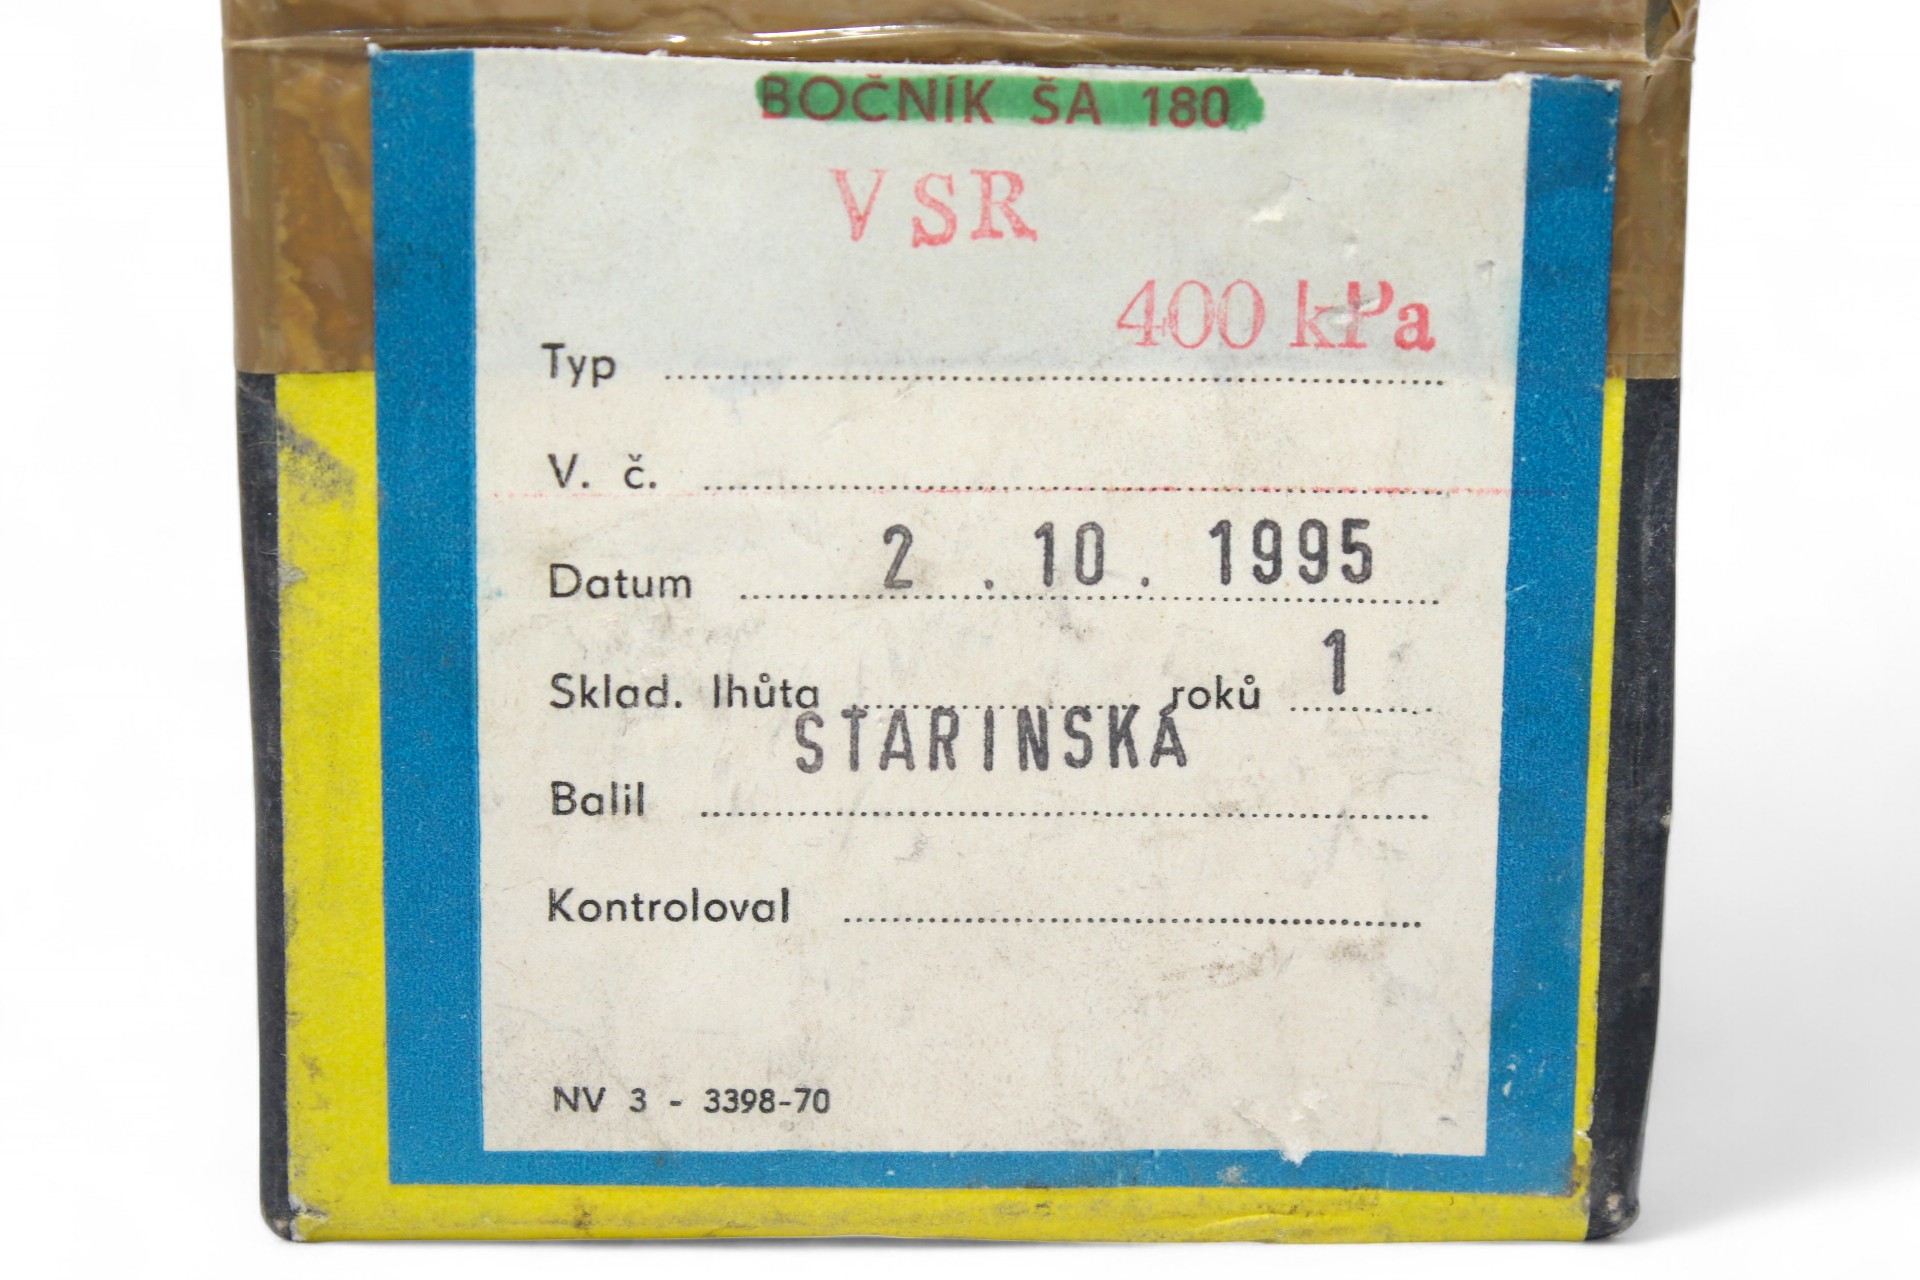 BOČNÍK ŠA 180
VSR
400 kPa
Typ
V. č.
Datum 2 . 10 . 1995
Sklad. lhůta roků 1
STARINSKÁ
Balil
Kontroloval
NV 3 - 3398-70